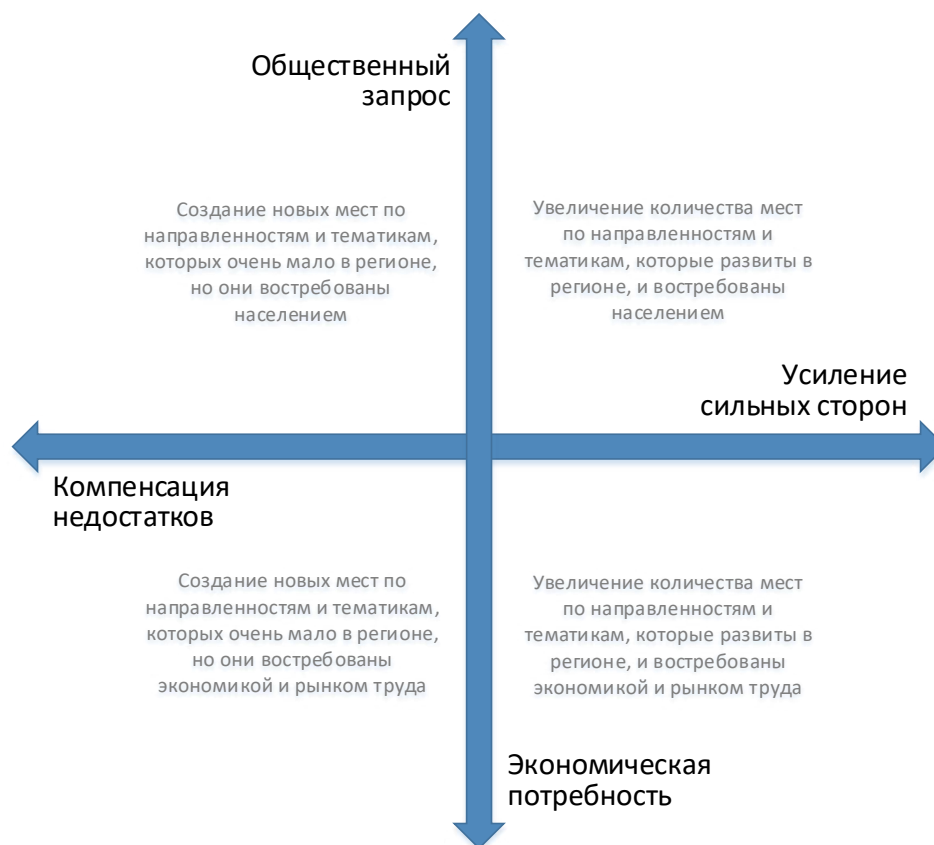 Общественный
запрос
Создание новых мест по
направленностям и тематикам,
которых очень мало в регионе,
но они востребованы
населением
Увеличение количества мест
по направленностям и
тематикам, которые развиты в
регионе, и востребованы
населением
Усиление
сильных сторон
Компенсация
недостатков
Создание новых мест по
направленностям и тематикам,
которых очень мало в регионе,
но они востребованы
экономикой и рынком труда
Увеличение количества мест
по направленностям и
тематикам, которые развиты в
регионе, и востребованы
экономикой и рынком труда
Экономическая
потребность